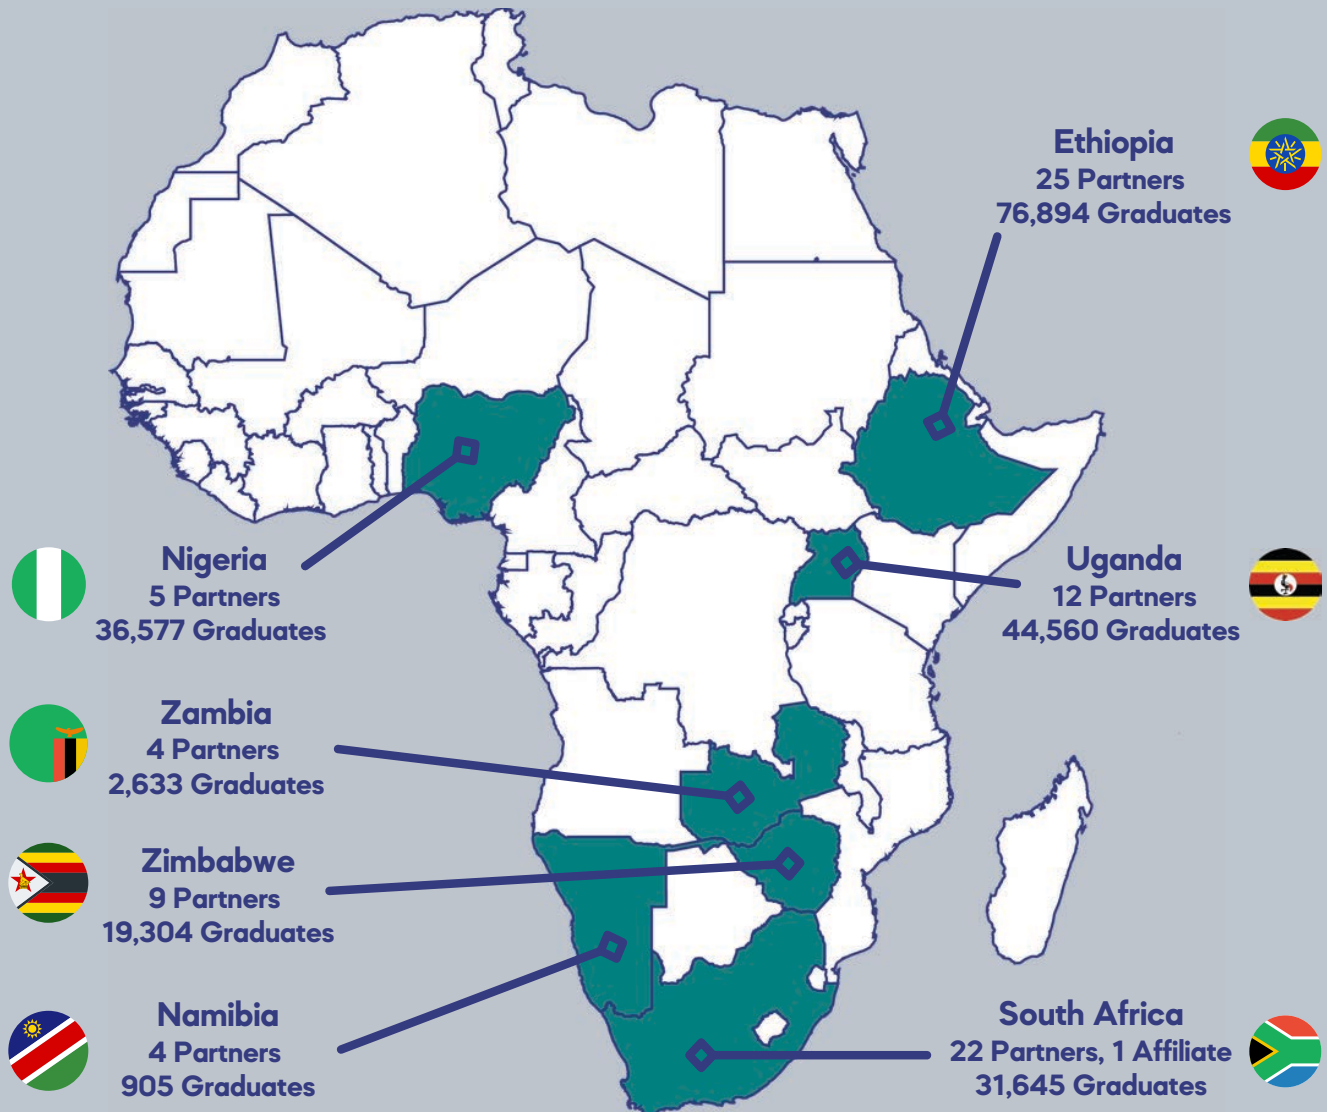 Ethiopia
25 Partners
76,894 Graduates
Nigeria
5 Partners
36,577 Graduates
Uganda
12 Partners
44,560 Graduates
Zambia
4 Partners
2,633 Graduates
Zimbabwe
9 Partners
19,304 Graduates
Namibia
4 Partners
905 Graduates
South Africa
22 Partners, 1 Affiliate
31,645 Graduates